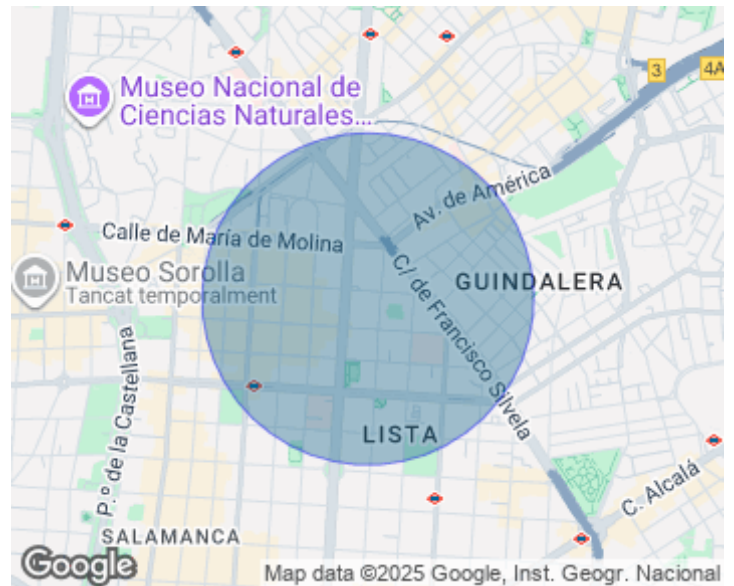 3
4A
Museo Nacional de
Ciencias Naturales...
Av. de América
Calle de María de Molina
Museo Sorolla
Tancat temporalment
C/ de Francisco Silvela
GUINDALERA
P.º de la Castellana
LISTA
C. Alcalá
SALAMANCA
Google
Map data ©2025 Google, Inst. Geogr. Nacional